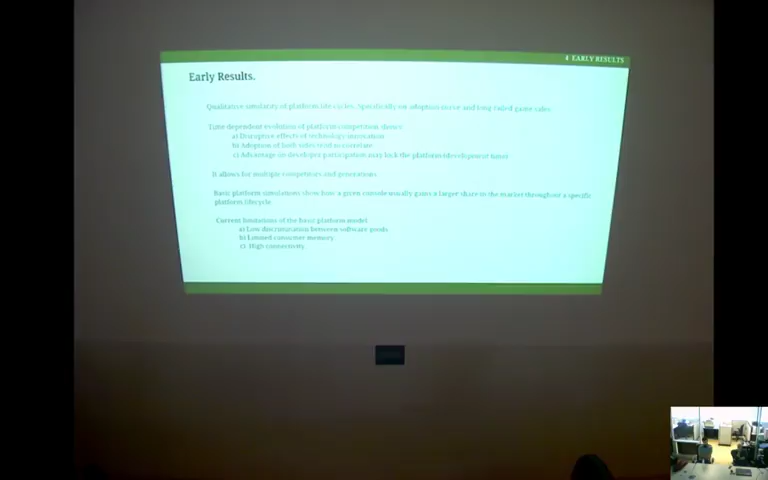 4 EARLY RESULTS
Early Results.
Qualitative similarity of platform life cycles. Specifically on adoption curve and long tailed game sales
Time dependent evolution of platform competition shows:
a) Disruptive effects of technology innovation
b) Adoption of both sides tend to correlate
c) Advantage on developer participation may lock the platform development
It allows for multiple competitors and generations
Basic platform simulations show how a given console usually gains a larger share in the market throughout a specific
platform lifecycle
Current limitations of the basic platform model:
a) Low discrimination between software goods
b) Limited consumer memory
c) High connectivity